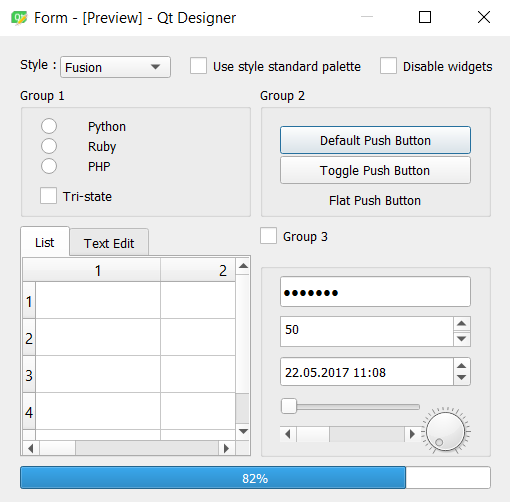 Form - [Preview] - Qt Designer
Style : Fusion Use style standard palette Disable widgets
Group 1
Python
Ruby
PHP
Tri-state
Group 2
Default Push Button
Toggle Push Button
Flat Push Button
List Text Edit
1 2
1
2
3
4
Group 3
•••••••
50
22.05.2017 11:08
82%